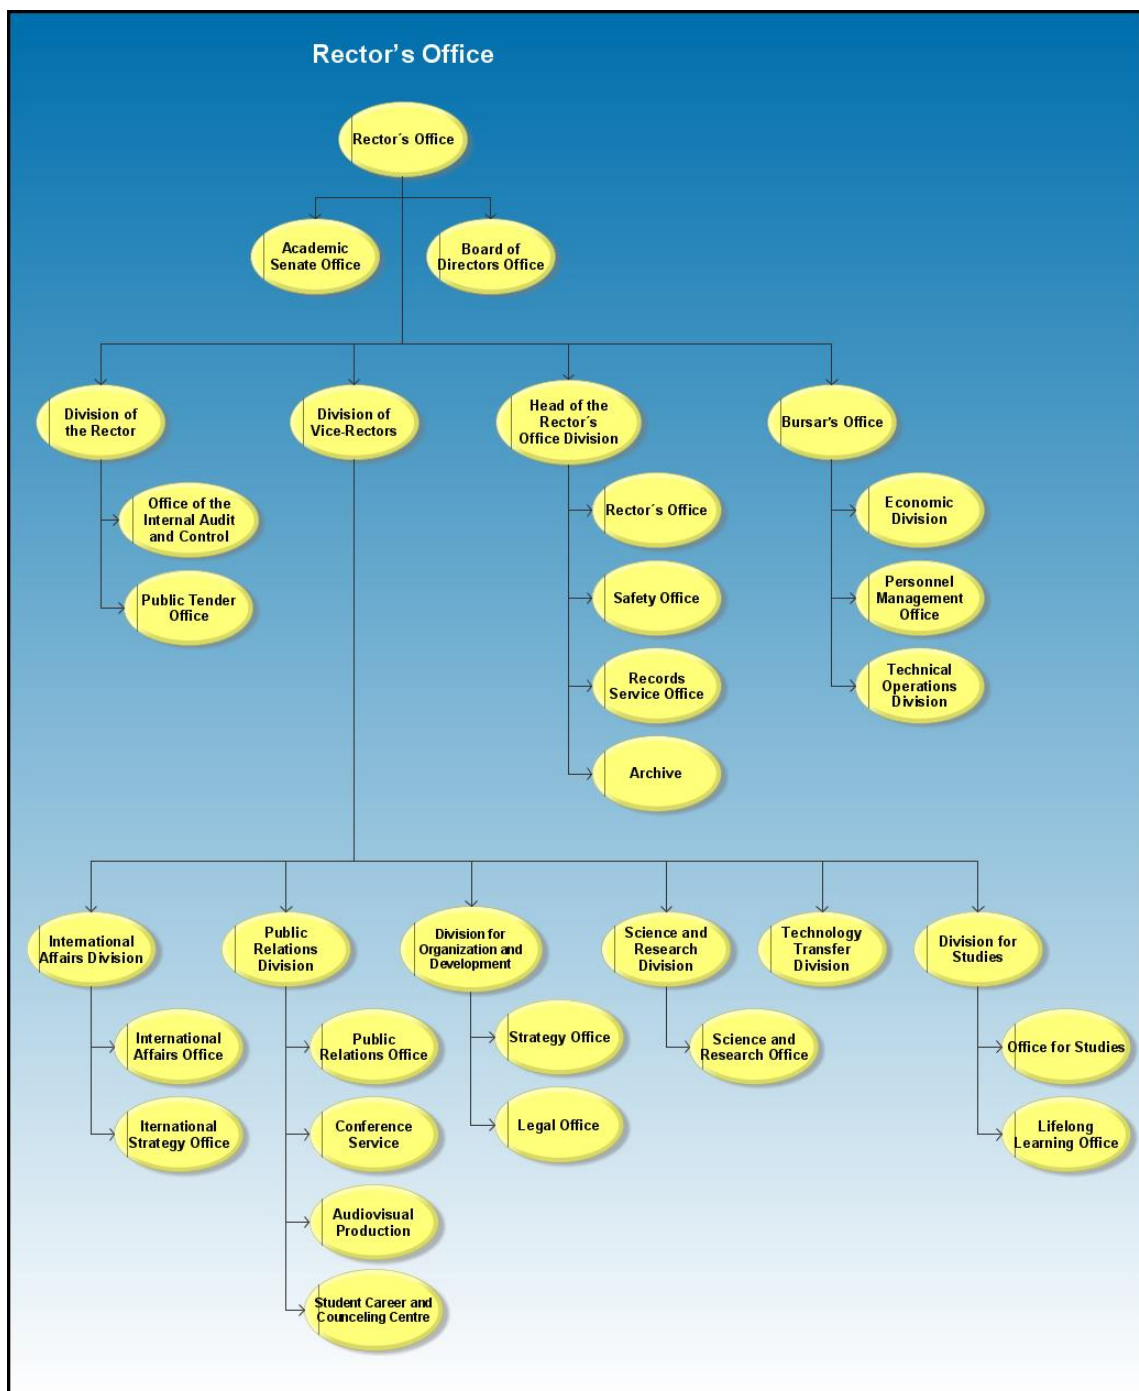 Rector's Office
Rector´s Office
Academic
Senate Office
Board of
Directors Office
Division of
the Rector
Division of
Vice-Rectors
Head of the
Rector´s
Office Division
Bursar's Office
Office of the
Internal Audit
and Control
Public Tender
Office
Rector´s Office
Safety Office
Records
Service Office
Archive
Economic
Division
Personnel
Management
Office
Technical
Operations
Division
International
Affairs Division
Public
Relations
Division
Division for
Organization and
Development
Science and
Research
Division
Technology
Transfer
Division
Division for
Studies
International
Affairs Office
Iternational
Strategy Office
Public
Relations Office
Conference
Service
Audiovisual
Production
Student Career and
Counceling Centre
Strategy Office
Legal Office
Science and
Research Office
Office for Studies
Lifelong
Learning Office